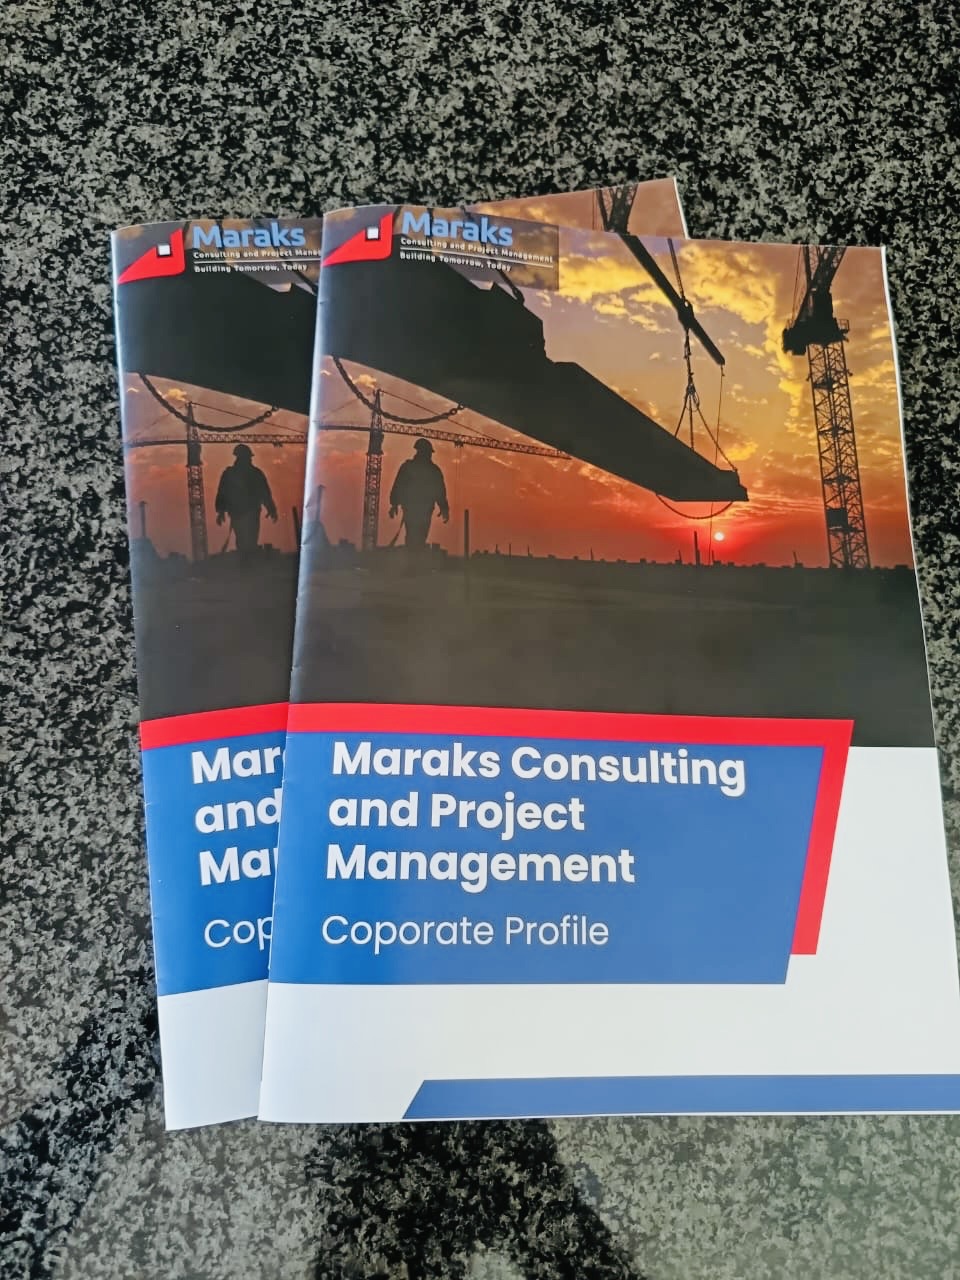 Maraks
Consulting and Project Manag
Building Tomorrow, Today
Mar
and
Ma
Cop
Maraks
Consulting and Project Management
Building Tomorrow, Today
Maraks Consulting
and Project
Management
Coporate Profile